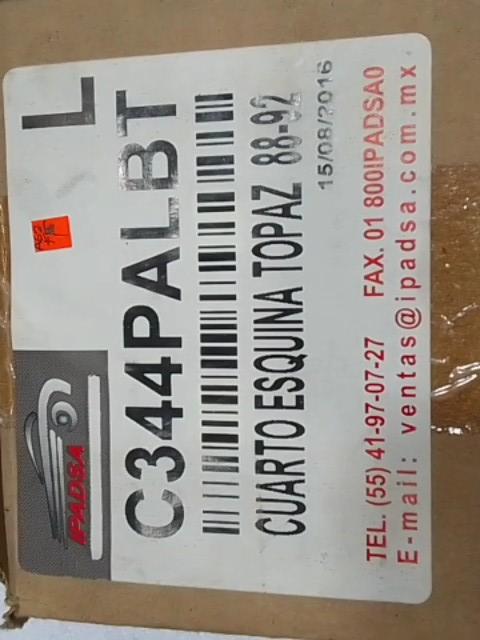 L
C344PALBT
CUARTO ESQUINA TOPAZ 88-92
15/08/2016
IPADSA
TEL. (55) 41-97-07-27 FAX. 01 800IPADSA0
E-mail: ventas@ipadsa.com.mx